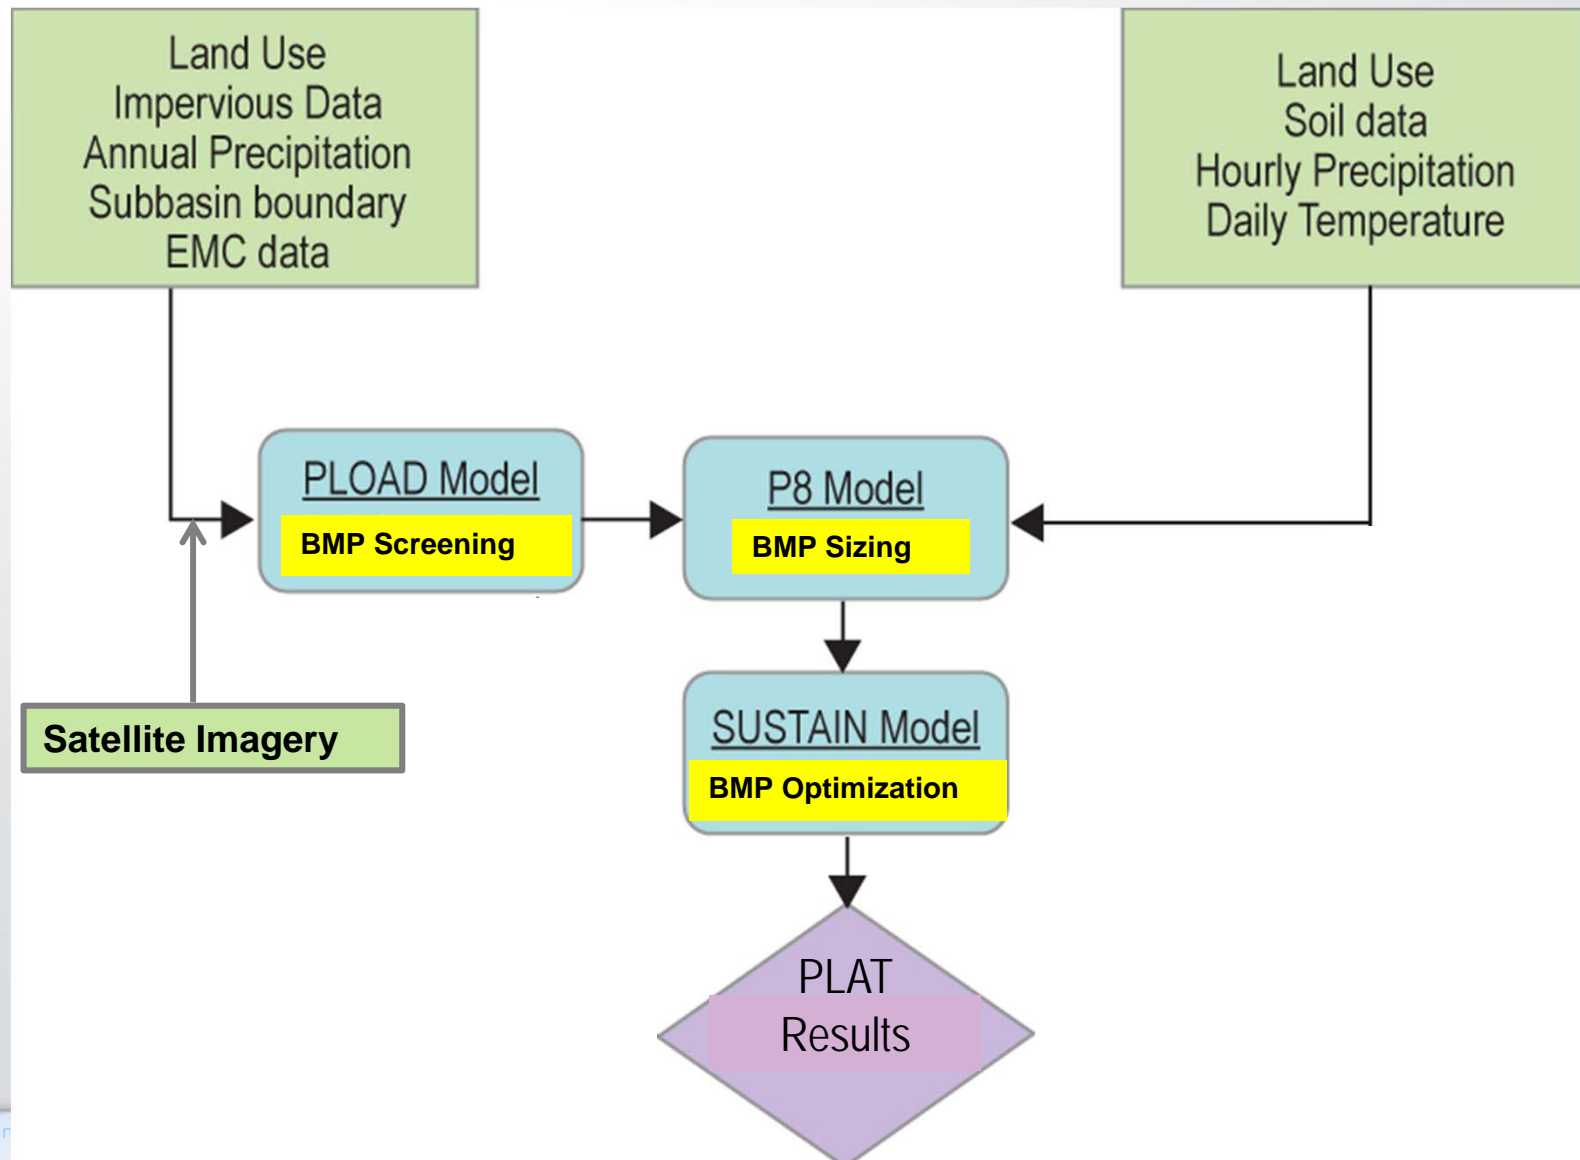 Land Use
Impervious Data
Annual Precipitation
Subbasin boundary
EMC data
Land Use
Soil data
Hourly Precipitation
Daily Temperature
PLOAD Model
BMP Screening
P8 Model
BMP Sizing
Satellite Imagery
SUSTAIN Model
BMP Optimization
PLAT
Results